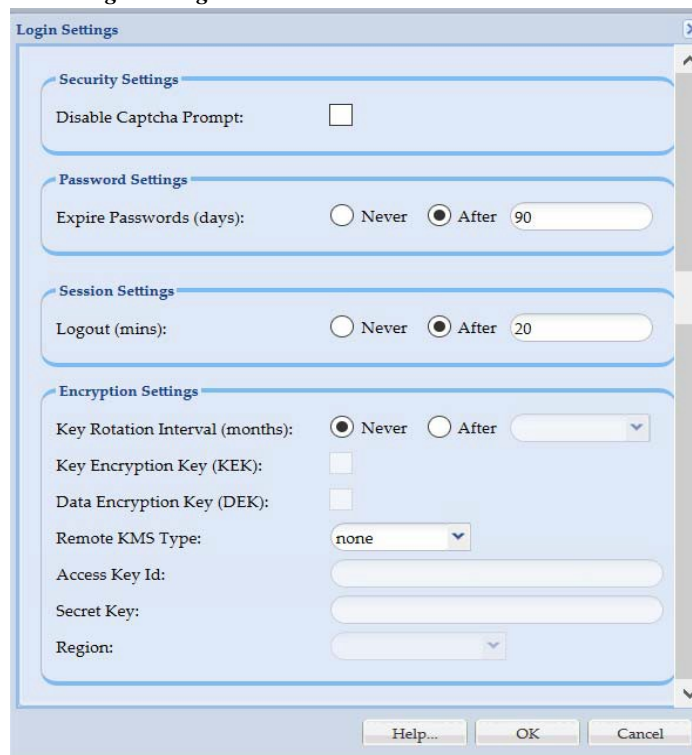 Login Settings
Security Settings
Disable Captcha Prompt:
Password Settings
Expire Passwords (days): Never After 90
Session Settings
Logout (mins): Never After 20
Encryption Settings
Key Rotation Interval (months): Never After
Key Encryption Key (KEK):
Data Encryption Key (DEK):
Remote KMS Type: none
Access Key Id:
Secret Key:
Region:
Help... OK Cancel